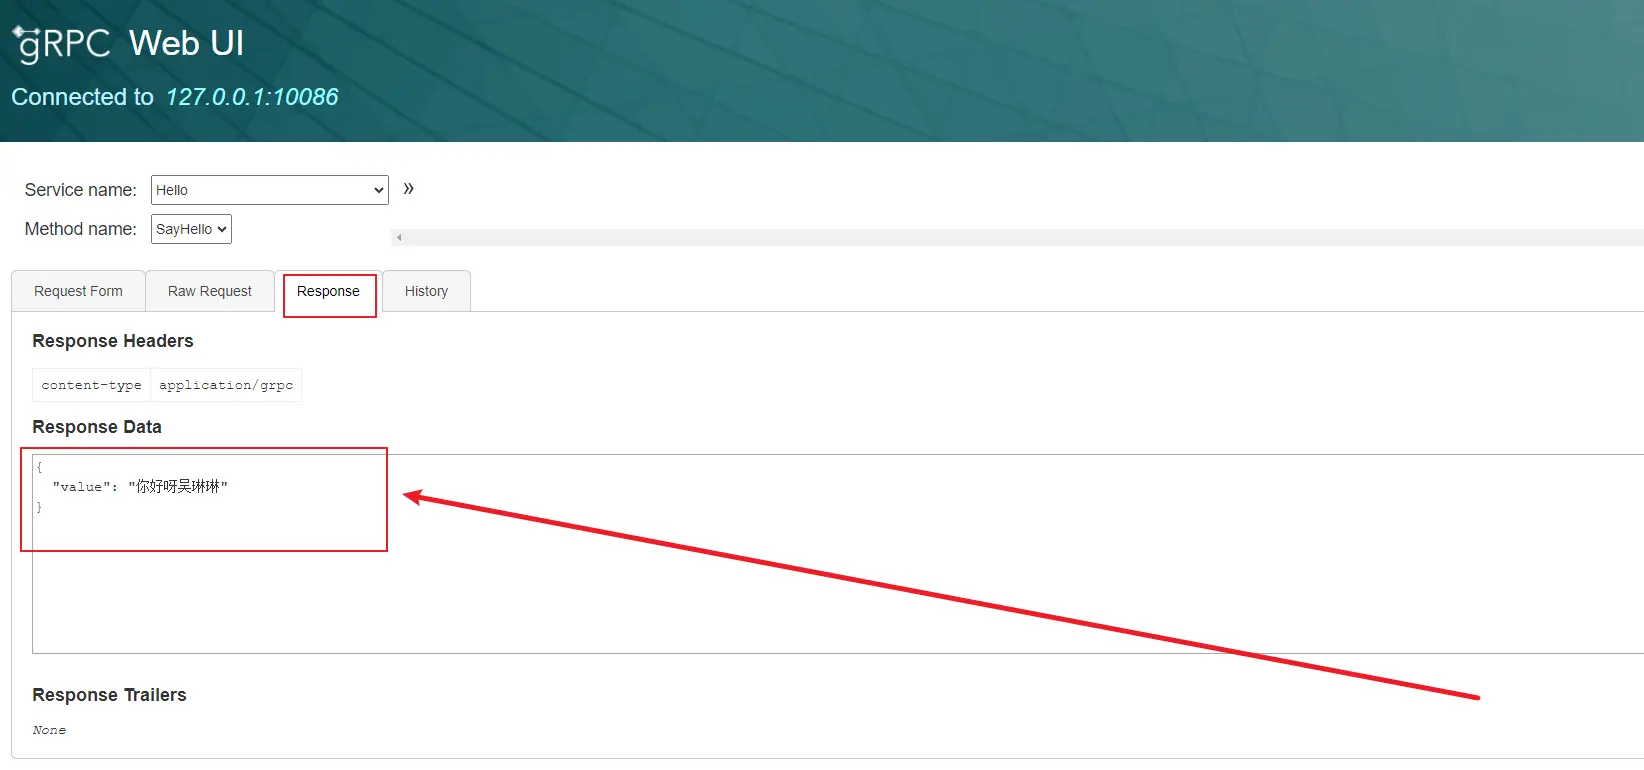 gRPC Web UI
Connected to 127.0.0.1:10086
Service name: Hello »
Method name: SayHello
Request Form Raw Request Response History
Response Headers
content-type application/grpc
Response Data
{
"value": "你好呀吴琳琳"
}
Response Trailers
None